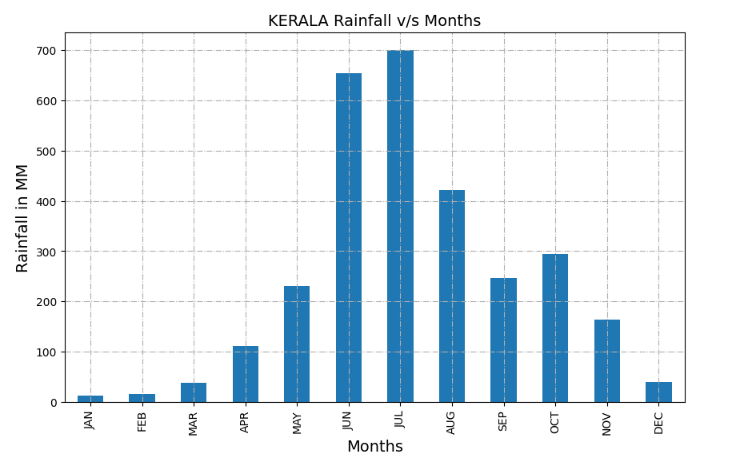 KERALA Rainfall v/s Months
Rainfall in MM
700
600
500
400
300
200
100
0
JAN FEB MAR APR MAY JUN JUL AUG SEP OCT NOV DEC
Months